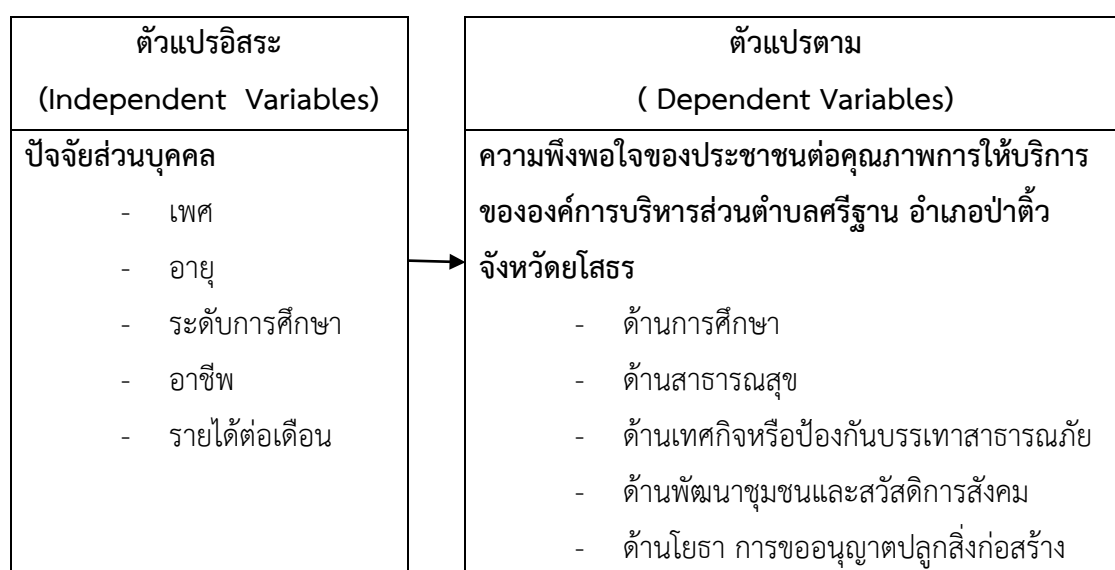 ตัวแปรอิสระ
(Independent Variables)
ปัจจัยส่วนบุคคล
- เพศ
- อายุ
- ระดับการศึกษา
- อาชีพ
- รายได้ต่อเดือน
ตัวแปรตาม
( Dependent Variables)
ความพึงพอใจของประชาชนต่อคุณภาพการให้บริการ
ขององค์การบริหารส่วนตำบลศรีฐาน อำเภอป่าติ้ว
จังหวัดยโสธร
- ด้านการศึกษา
- ด้านสาธารณสุข
- ด้านเทศกิจหรือป้องกันบรรเทาสาธารณภัย
- ด้านพัฒนาชุมชนและสวัสดิการสังคม
- ด้านโยธา การขออนุญาตปลูกสิ่งก่อสร้าง